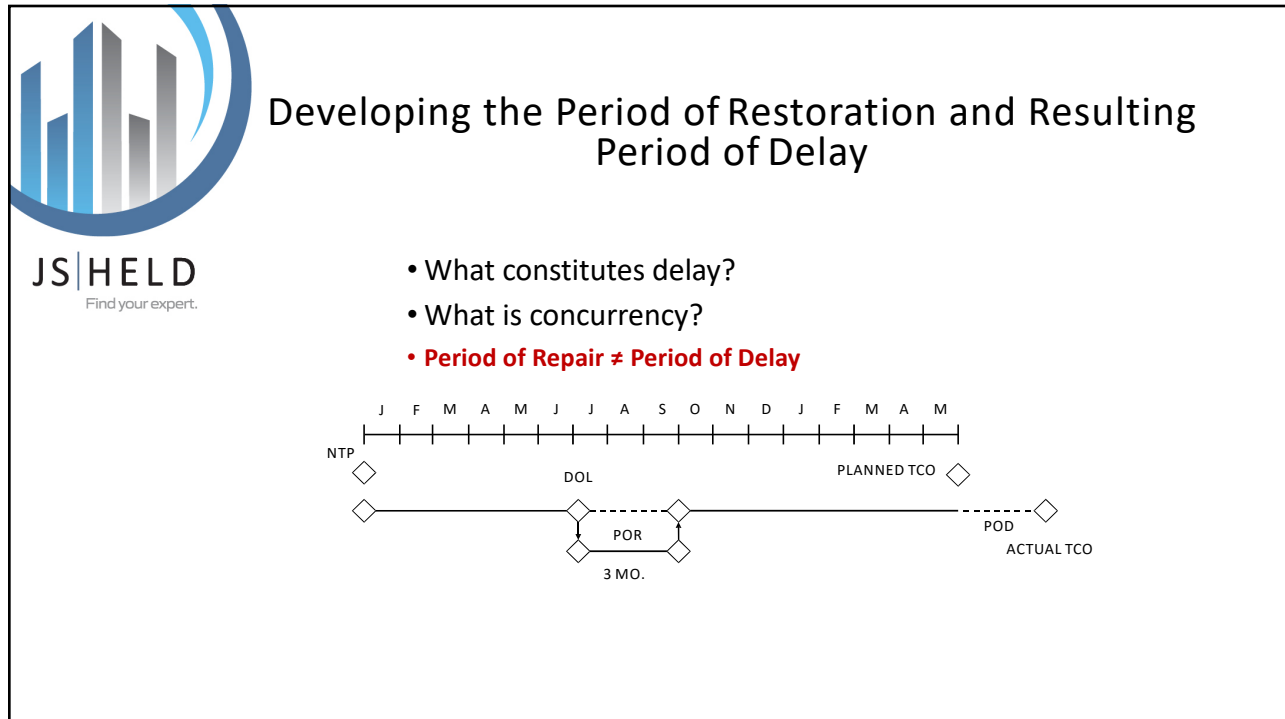 Developing the Period of Restoration and Resulting
Period of Delay
JS|HELD
Find your expert.
• What constitutes delay?
• What is concurrency?
• Period of Repair ≠ Period of Delay
J F M A M J J A S O N D J F M A M
NTP
DOL
PLANNED TCO
POR
POD
3 MO.
ACTUAL TCO